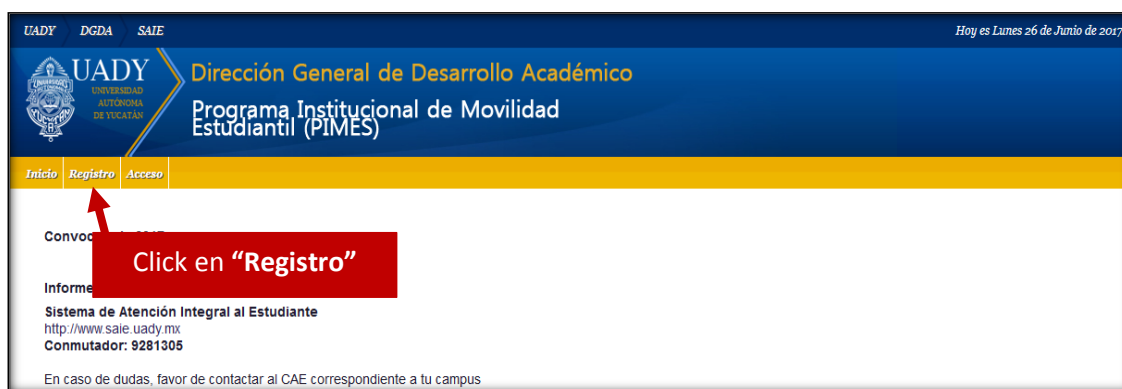 UADY DGDA SAIE Hoy es Lunes 26 de Junio de 2017
UADY
UNIVERSIDAD
AUTÓNOMA
DE YUCATÁN
Dirección General de Desarrollo Académico
Programa Institucional de Movilidad
Estudiantil (PIMES)
Inicio Registro Acceso
Click en “Registro”
Sistema de Atención Integral al Estudiante
http://www.saie.uady.mx
Conmutador: 9281305
En caso de dudas, favor de contactar al CAE correspondiente a tu campus